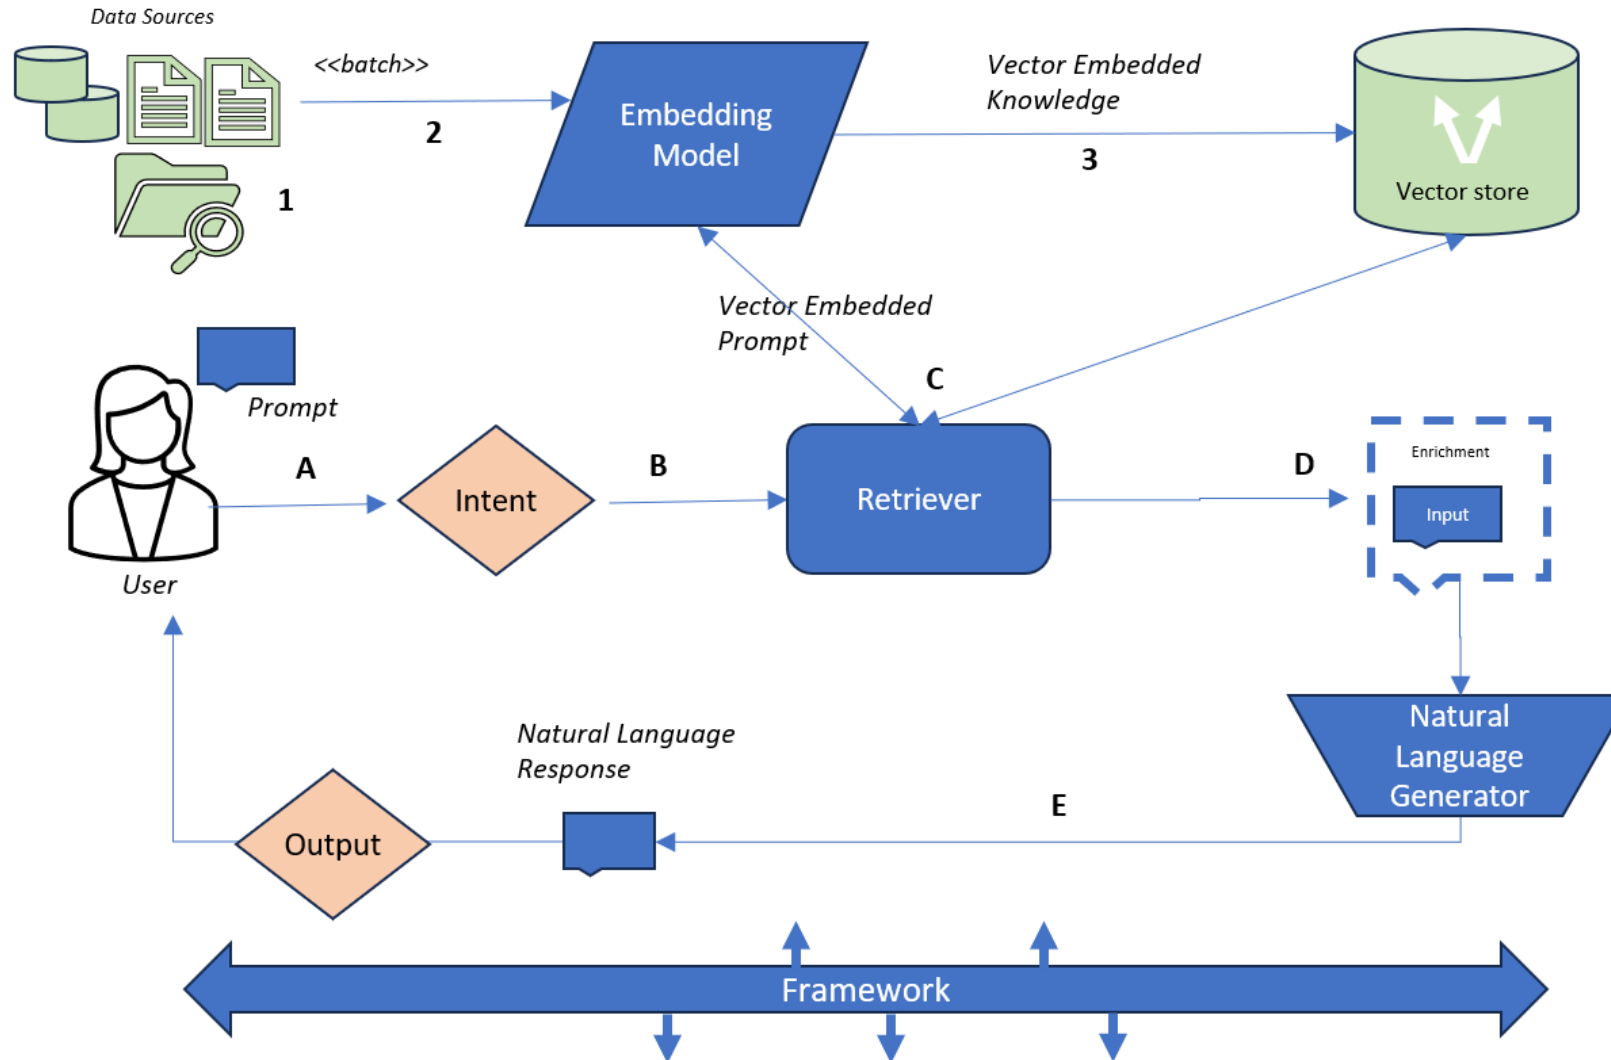 Data Sources
<<batch>>
2
1
Embedding
Model
Vector Embedded
Knowledge
3
Vector store
Vector Embedded
Prompt
C
Prompt
A
User
Intent
B
Retriever
D
Enrichment
Input
Natural
Language
Generator
E
Natural Language
Response
Output
Framework